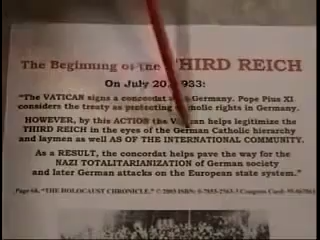 The Beginning of the THIRD REICH
On July 20, 1933:
"The VATICAN signs a concordat with Germany. Pope Pius XI
considers the treaty as protecting Catholic rights in Germany.
HOWEVER, by this ACTION the Vatican helps legitimize the
THIRD REICH in the eyes of the German Catholic hierarchy
and laymen as well AS OF THE INTERNATIONAL COMMUNITY.
As a RESULT, the concordat helps pave the way for the
NAZI TOTALITARIANIZATION of German society
and later German attacks on the European state system."
Page 68, "THE HOLOCAUST CHRONICLE," © 2003 ISBN: Congress Card: